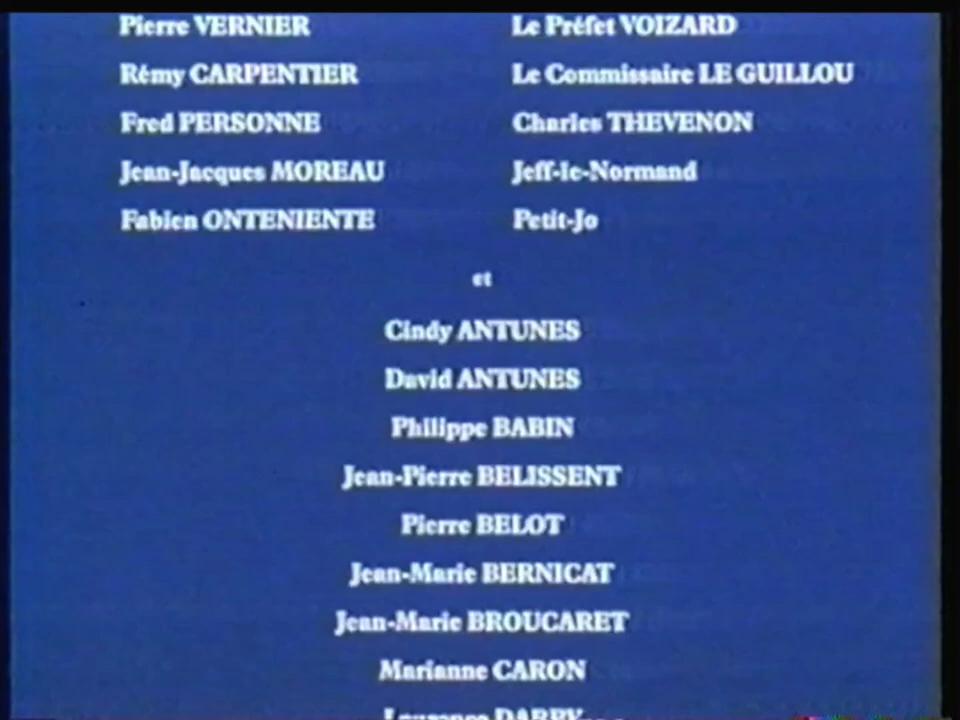 Pierre VERNIER Le Préfet VOIZARD
Rémy CARPENTIER Le Commissaire LE GUILLOU
Fred PERSONNE Charles THEVENON
Jean-Jacques MOREAU Jeff-le-Normand
Fabien ONTENIENTE Petit-Jo
et
Cindy ANTUNES
David ANTUNES
Philippe BABIN
Jean-Pierre BELISSENT
Pierre BELOT
Jean-Marie BERNICAT
Jean-Marie BROUCARET
Marianne CARON